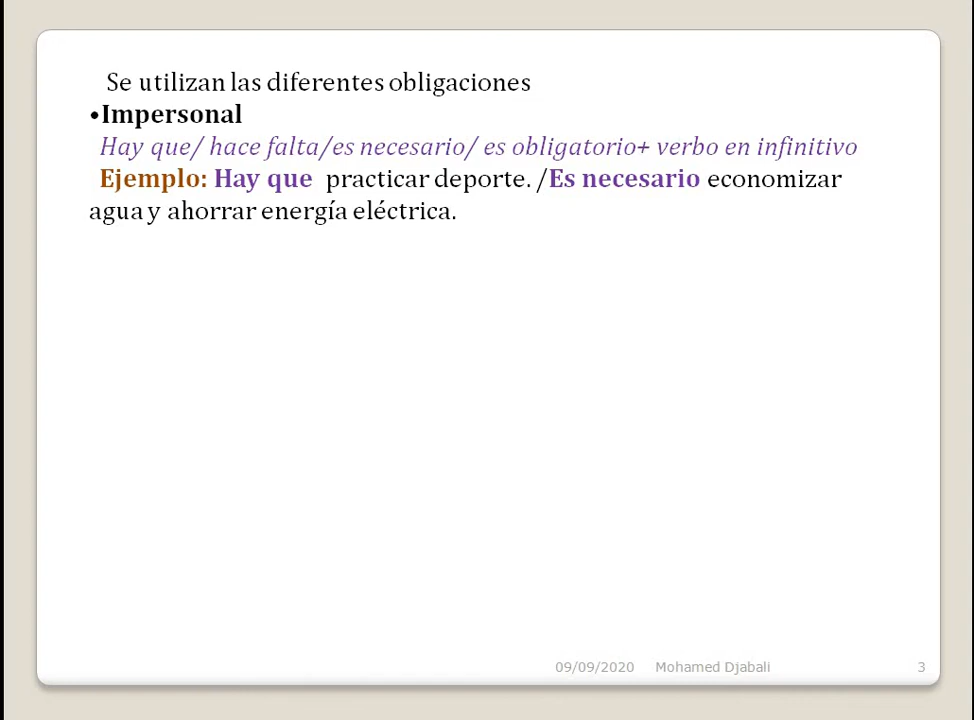 Se utilizan las diferentes obligaciones
•Impersonal
Hay que/ hace falta/es necesario/ es obligatorio+ verbo en infinitivo
Ejemplo: Hay que practicar deporte. /Es necesario economizar
agua y ahorrar energía eléctrica.
09/09/2020 Mohamed Djabali 3